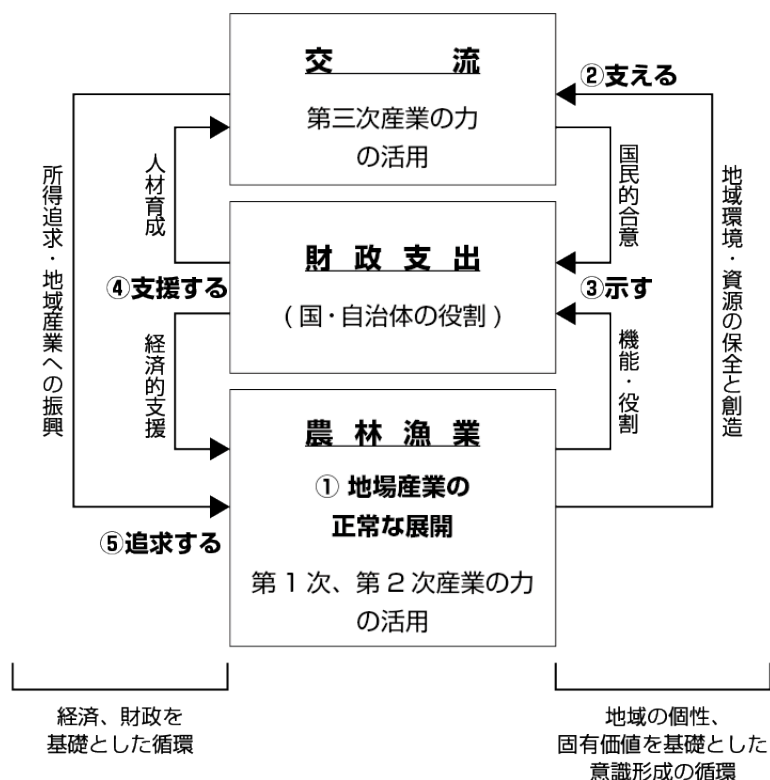 交流
第三次産業の力
の活用
②支える
人材育成
国民的合意
所得追求・地域産業への振興
地域環境・資源の保全と創造
財政支出
(国・自治体の役割)
④支援する
③示す
経済的支援
機能・役割
農林漁業
① 地場産業の
正常な展開
⑤追求する
第1次、第2次産業の力
の活用
経済、財政を
基礎とした循環
地域の個性、
固有価値を基礎とした
意識形成の循環